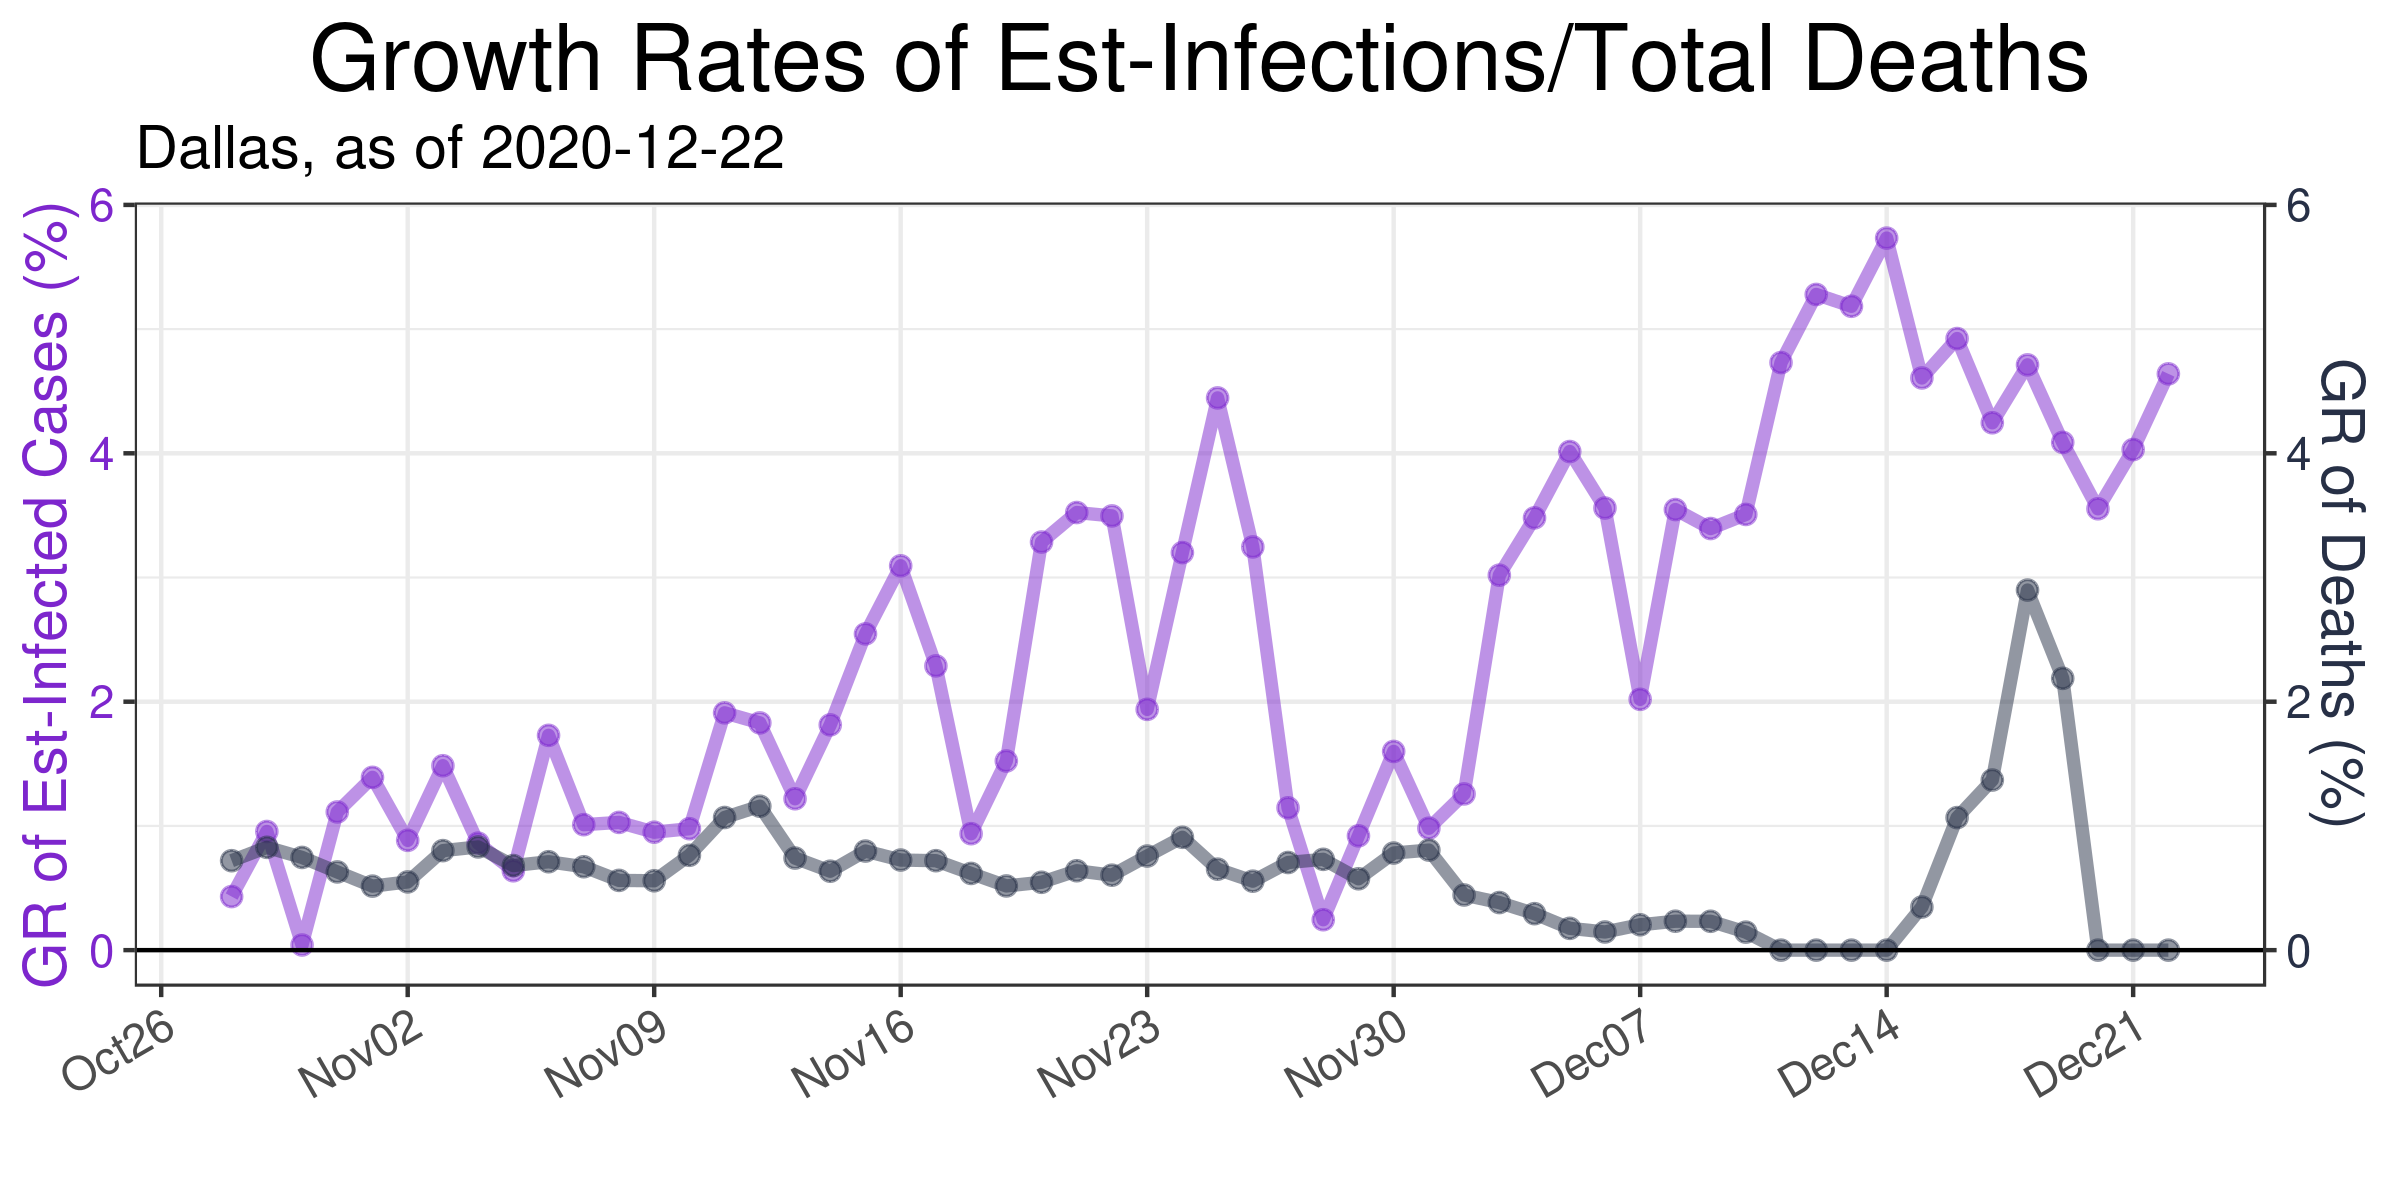 Growth Rates of Est-Infections/Total Deaths
Dallas, as of 2020-12-22
GR of Est-Infected Cases (%)
6
4
2
0
6
4
2
0
GR of Deaths (%)
Oct26
Nov02
Nov09
Nov16
Nov23
Nov30
Dec07
Dec14
Dec21